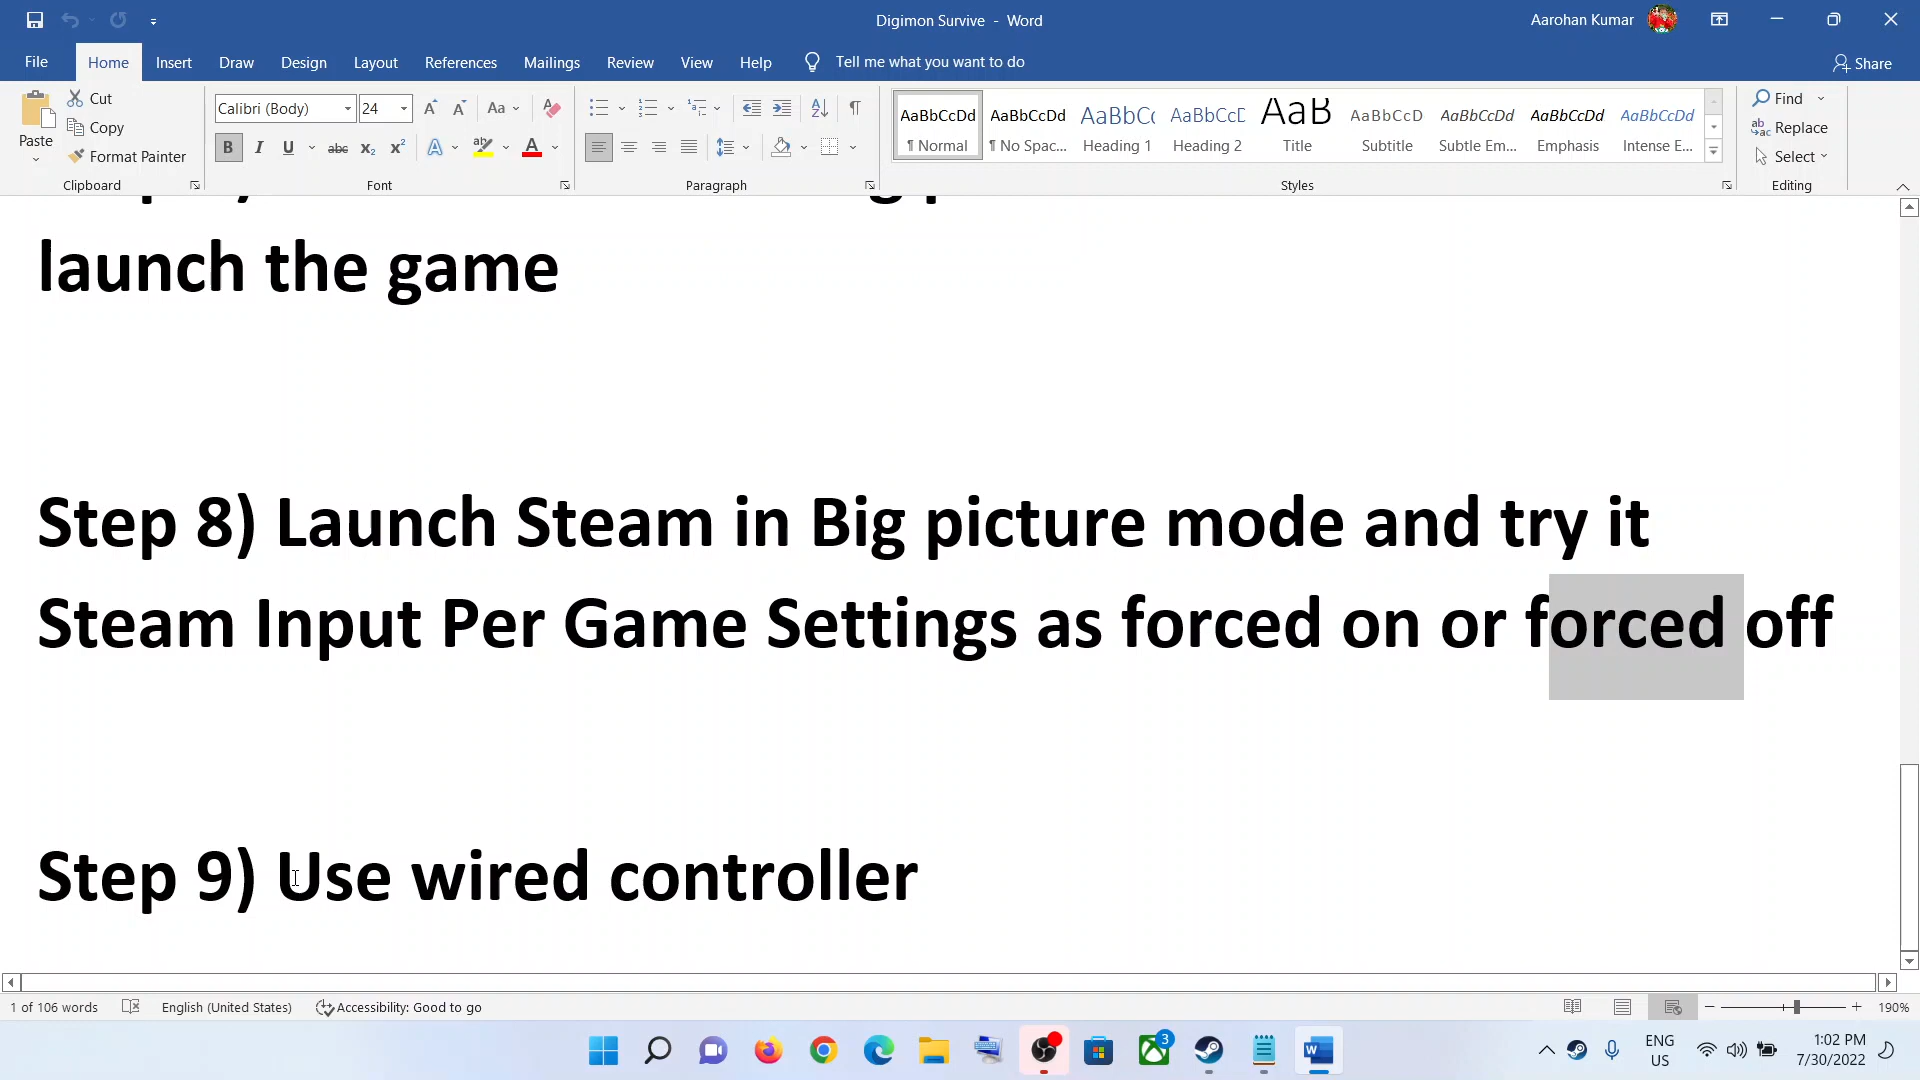 Digimon Survive - Word
Aarohan Kumar
File Home Insert Draw Design Layout References Mailings Review View Help Tell me what you want to do Share
Paste
Cut
Copy
Format Painter
Clipboard
Calibri (Body) 24
Font
Paragraph
AaBbCcDd AaBbCcDd AaBbCc AaBbCcD AaB AaBbCcD AaBbCcDd AaBbCcDd AaBbCcDd
¶ Normal ¶ No Spac... Heading 1 Heading 2 Title Subtitle Subtle Em... Emphasis Intense E...
Styles
Find
Replace
Select
Editing
launch the game
Step 8) Launch Steam in Big picture mode and try it
Steam Input Per Game Settings as forced on or forced off
Step 9) Use wired controller
1 of 106 words English (United States) Accessibility: Good to go 190%
3
ENG
US
1:02 PM
7/30/2022